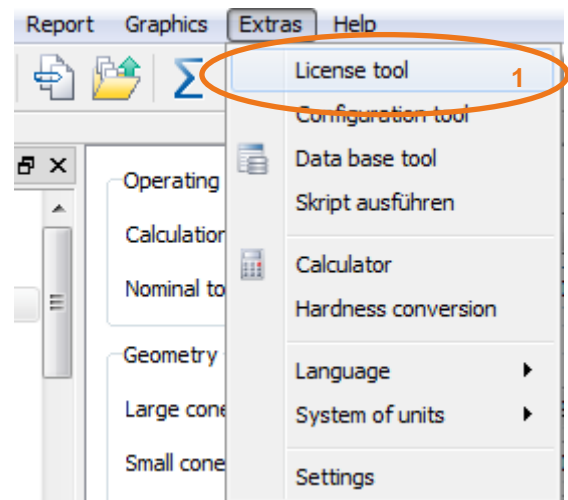 Report Graphics Extras Help
License tool 1
Configuration tool
Data base tool
Skript ausführen
Calculator
Hardness conversion
Language
System of units
Settings
Operating
Calculation
Nominal to
Geometry
Large cone
Small cone